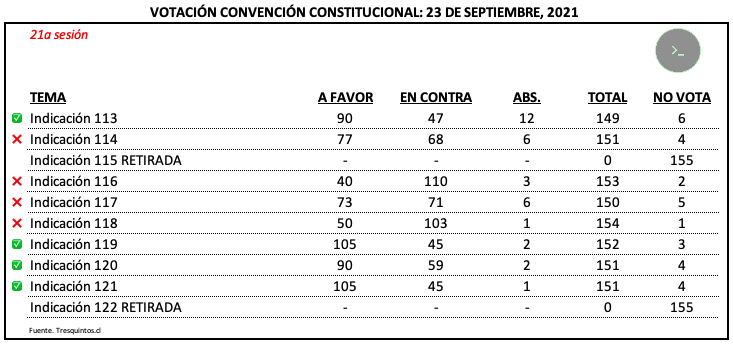 VOTACIÓN CONVENCIÓN CONSTITUCIONAL: 23 DE SEPTIEMBRE, 2021
21a sesión
>_
TEMA A FAVOR EN CONTRA ABS. TOTAL NO VOTA
Indicación 113 90 47 12 149 6
Indicación 114 77 68 6 151 4
Indicación 115 RETIRADA - - - 0 155
Indicación 116 40 110 3 153 2
Indicación 117 73 71 6 150 5
Indicación 118 50 103 1 154 1
Indicación 119 105 45 2 152 3
Indicación 120 90 59 2 151 4
Indicación 121 105 45 1 151 4
Indicación 122 RETIRADA - - - 0 155
Fuente. Tresquintos.cl